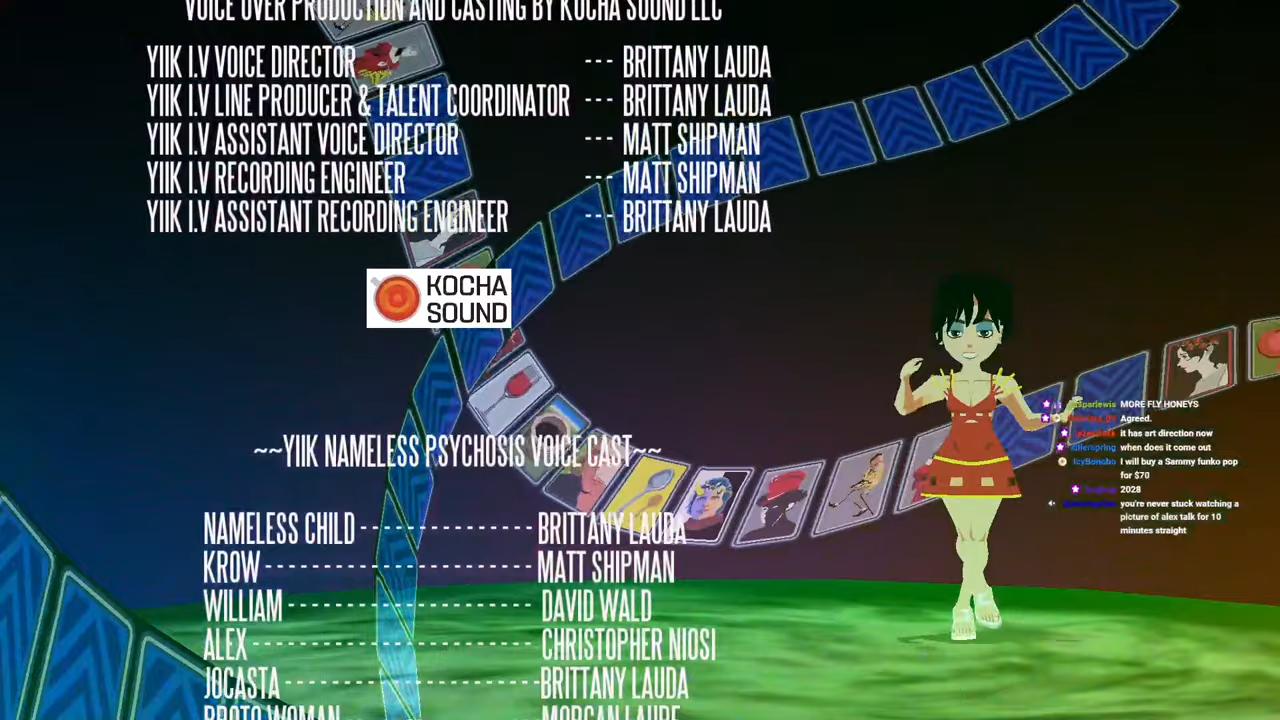 VOICE OVER PRODUCTION AND CASTING BY KOCHA SOUND LLC
YIIK I.V VOICE DIRECTOR --- BRITTANY LAUDA
YIIK I.V LINE PRODUCER & TALENT COORDINATOR --- BRITTANY LAUDA
YIIK I.V ASSISTANT VOICE DIRECTOR --- MATT SHIPMAN
YIIK I.V RECORDING ENGINEER --- MATT SHIPMAN
YIIK I.V ASSISTANT RECORDING ENGINEER --- BRITTANY LAUDA
KOCHA
SOUND
~~YIIK NAMELESS PSYCHOSIS VOICE CAST~~
NAMELESS CHILD ------------------ BRITTANY LAUDA
KROW--------------------------- MATT SHIPMAN
WILLIAM ------------------------- DAVID WALD
ALEX---------------------------- CHRISTOPHER NIOSI
JOCASTA-------------------------BRITTANY LAUDA
PROTO WOMAN MORGAN LAURE
MORE FLY HONEYS
Agreed.
it has art direction now
when does it come out
IcyBoncho I will buy a Sammy funko pop
for $70
2028
you're never stuck watching a
picture of alex talk for 10
minutes straight